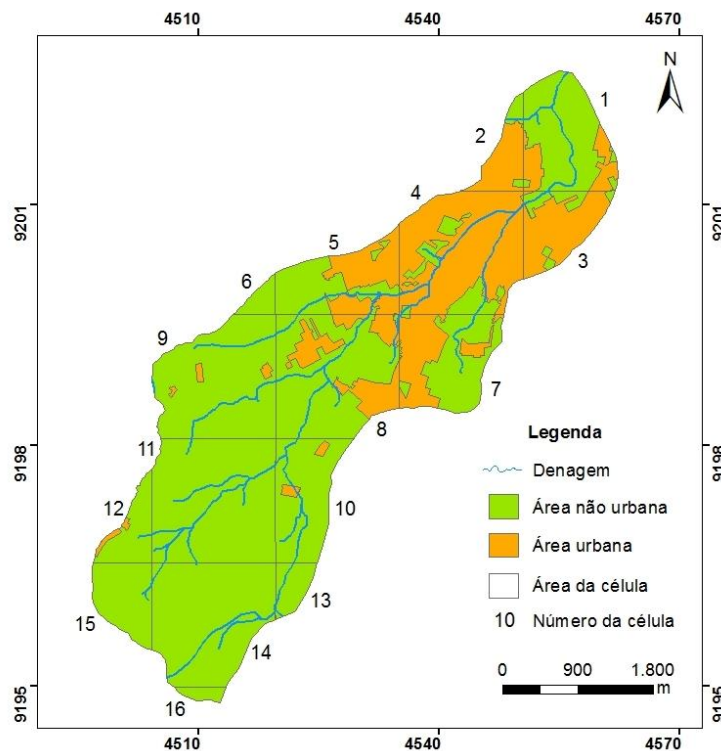 4510 4540 4570
N
1
2
4
3
9201 9201
5
6
9
7
8
11
9198 9198
12
10
13
15
14
16
9195 9195
Legenda
Denagem
Área não urbana
Área urbana
Área da célula
10 Número da célula
0 900 1.800
m
4510 4540 4570